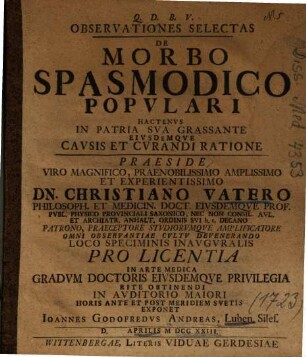 Q. D. B. V.
OBSERVATIONES SELECTAS
DE
MORBO
SPASMODICO
POPVLARI
HACTENVS
IN PATRIA SVA GRASSANTE
EIVSDEMQVE
CAVSIS ET CVRANDI RATIONE
PRAESIDE
VIRO MAGNIFICO, PRAENOBILISSIMO AMPLISSIMO
ET EXPERIENTISSIMO
DN. CHRISTIANO VATERO
PHILOSOPH. ET MEDICIN. DOCT. EIVSDEMQVE PROF.
PVBL. PHYSICO PROVINCIALI SAXONICO, NEC NON CONSIL. AVL.
ET ARCHIATR. ANHALT. ORDINIS SVI h. t. DECANO
PATRONO, PRAECEPTORE STVDIORVMQVE AMPLIFICATORE
OMNI OBSERVANTIAE CVLTV DEVENERANDO
LOCO SPECIMINIS INAVGVRALIS
PRO LICENTIA
IN ARTE MEDICA
GRADVM DOCTORIS EIVSDEMQVE PRIVILEGIA
RITE OBTINENDI
IN AVDITORIO MAIORI
HORIS ANTE ET POST MERIDIEM SVETIS
EXPONET
IOANNES GODOFREDVS ANDREAS, Luben. Siles.
D. APRILIS M DCC XXIII.
WITTENBERGAE, LITERIS VIDUAE GERDESIAE
(1723)